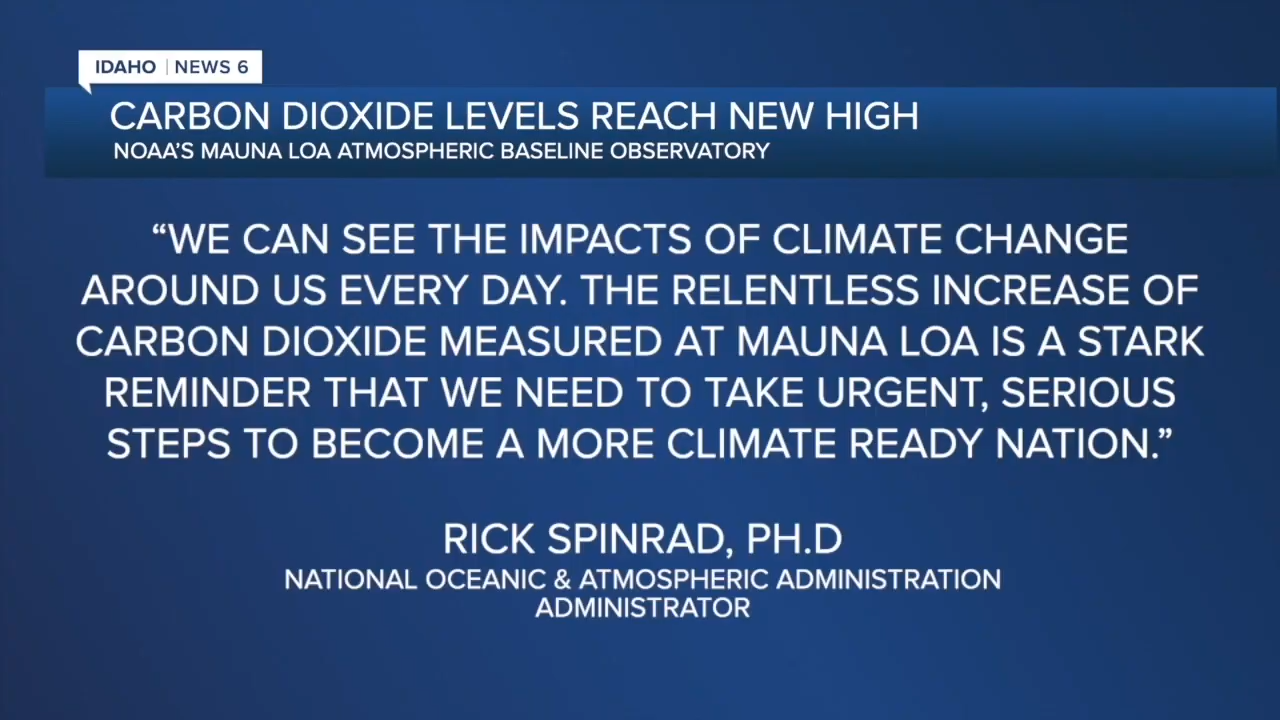 IDAHO | NEWS 6
CARBON DIOXIDE LEVELS REACH NEW HIGH
NOAA'S MAUNA LOA ATMOSPHERIC BASELINE OBSERVATORY
“WE CAN SEE THE IMPACTS OF CLIMATE CHANGE
AROUND US EVERY DAY. THE RELENTLESS INCREASE OF
CARBON DIOXIDE MEASURED AT MAUNA LOA IS A STARK
REMINDER THAT WE NEED TO TAKE URGENT, SERIOUS
STEPS TO BECOME A MORE CLIMATE READY NATION.”
RICK SPINRAD, PH.D
NATIONAL OCEANIC & ATMOSPHERIC ADMINISTRATION
ADMINISTRATOR